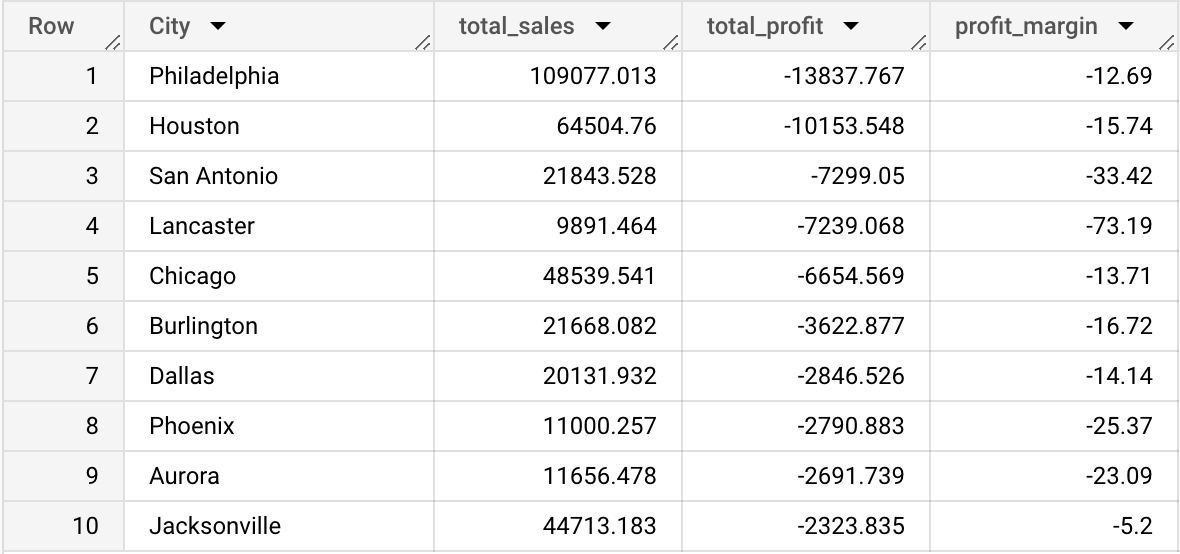 Row City total_sales total_profit profit_margin
1 Philadelphia 109077.013 -13837.767 -12.69
2 Houston 64504.76 -10153.548 -15.74
3 San Antonio 21843.528 -7299.05 -33.42
4 Lancaster 9891.464 -7239.068 -73.19
5 Chicago 48539.541 -6654.569 -13.71
6 Burlington 21668.082 -3622.877 -16.72
7 Dallas 20131.932 -2846.526 -14.14
8 Phoenix 11000.257 -2790.883 -25.37
9 Aurora 11656.478 -2691.739 -23.09
10 Jacksonville 44713.183 -2323.835 -5.2